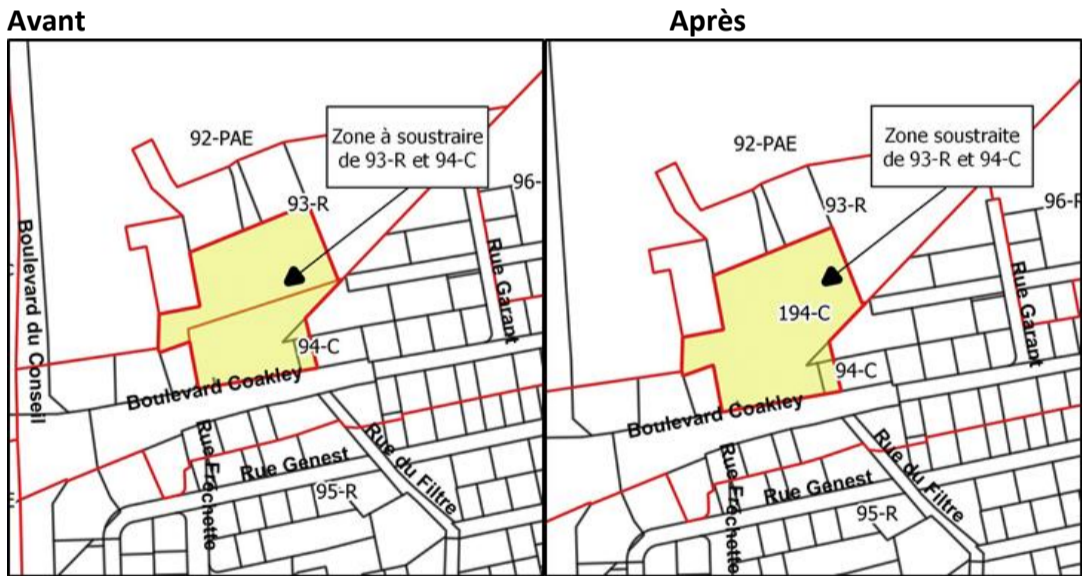 Avant
Après
92-PAE
Zone à soustraire
de 93-R et 94-C
93-R
96-
Boulevard du Conseil
Rue Garant
94-C
Boulevard Coakley
Rue Fréchette
Rue Genest
Rue du Filtre
95-R
92-PAE
Zone soustraite
de 93-R et 94-C
93-R
96-R
Rue Garant
194-C
94-C
Boulevard Coakley
Rue Fréchette
Rue Genest
Rue du Filtre
95-R